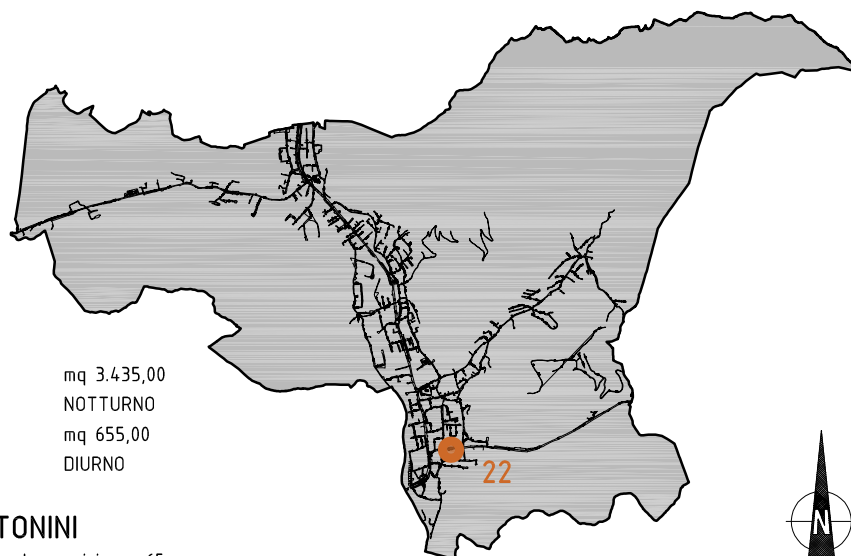 mq 3.435,00
NOTTURNO
mq 655,00
DIURNO
22
TONINI
N